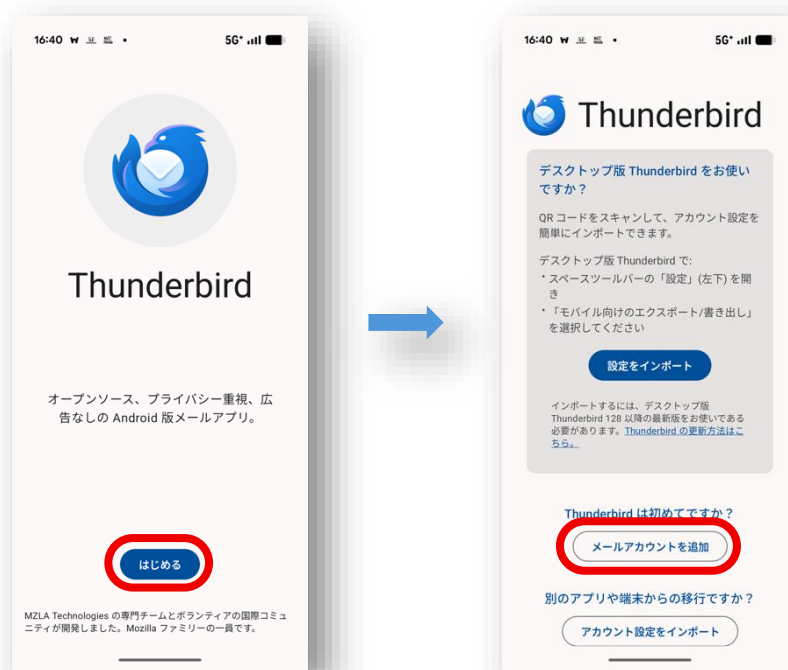 16:40
5G+
Thunderbird
オープンソース、プライバシー重視、広
告なしの Android 版メールアプリ。
はじめる
MZLA Technologies の専門チームとボランティアの国際コミュ
ニティが開発しました。Mozilla ファミリーの一員です。
16:40
5G+
Thunderbird
デスクトップ版 Thunderbird をお使い
ですか？
QR コードをスキャンして、アカウント設定を
簡単にインポートできます。
デスクトップ版 Thunderbird で:
・スペースツールバーの「設定」(左下) を開
き
・「モバイル向けのエクスポート/書き出し」
を選択してください
設定をインポート
インポートするには、デスクトップ版
Thunderbird 128 以降の最新版をお使いである
必要があります。Thunderbird の更新方法はこ
ちら。
Thunderbird は初めてですか？
メールアカウントを追加
別のアプリや端末からの移行ですか？
アカウント設定をインポート